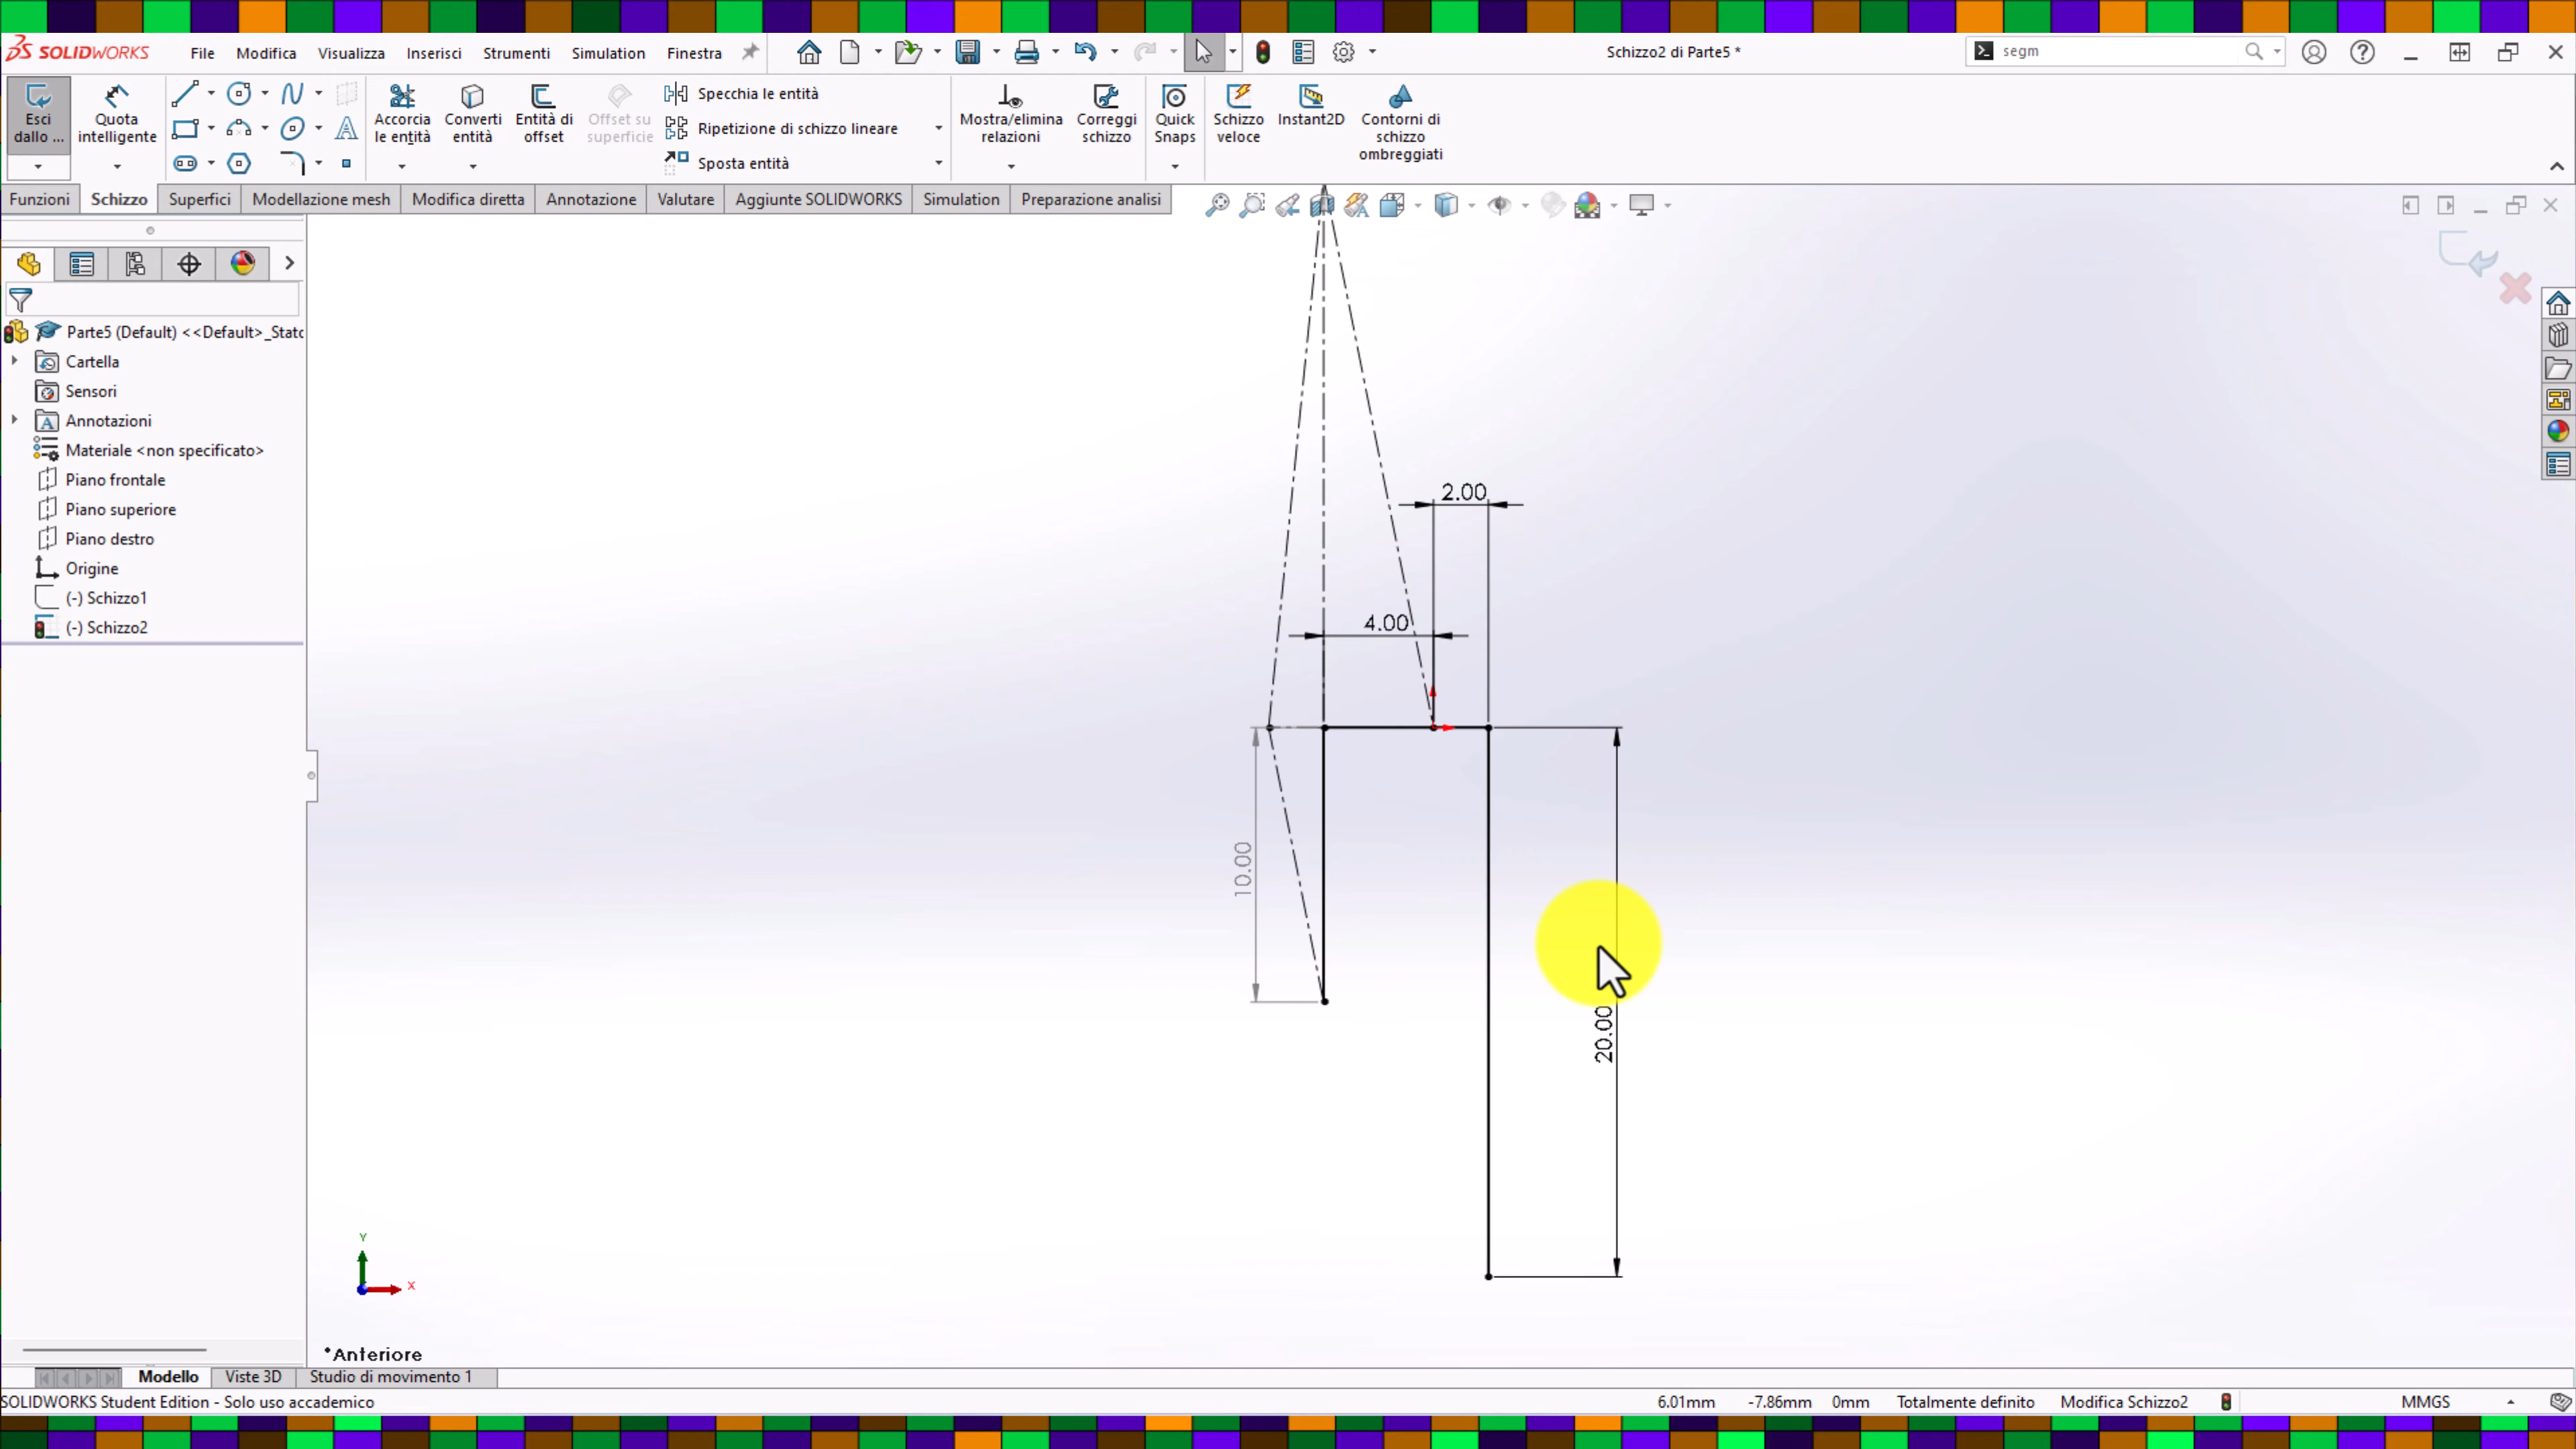 SOLIDWORKS File Modifica Visualizza Inserisci Strumenti Simulation Finestra Schizzo2 di Parte5 * segm
Esci dallo ...
Quota intelligente
Accorcia le entità
Converti entità
Entità di offset
Offset su superficie
Specchia le entità
Ripetizione di schizzo lineare
Sposta entità
Mostra/elimina relazioni
Correggi schizzo
Quick Snaps
Schizzo veloce
Instant2D
Contorni di schizzo ombreggiati
Funzioni Schizzo Superfici Modellazione mesh Modifica diretta Annotazione Valutare Aggiunte SOLIDWORKS Simulation Preparazione analisi
Parte5 (Default) <<Default>_Statc
Cartella
Sensori
Annotazioni
Materiale <non specificato>
Piano frontale
Piano superiore
Piano destro
Origine
(-) Schizzo1
(-) Schizzo2
2.00
4.00
10.00
20.00
Y
X
*Anteriore
Modello Viste 3D Studio di movimento 1
SOLIDWORKS Student Edition - Solo uso accademico 6.01mm -7.86mm 0mm Totalmente definito Modifica Schizzo2 MMGS